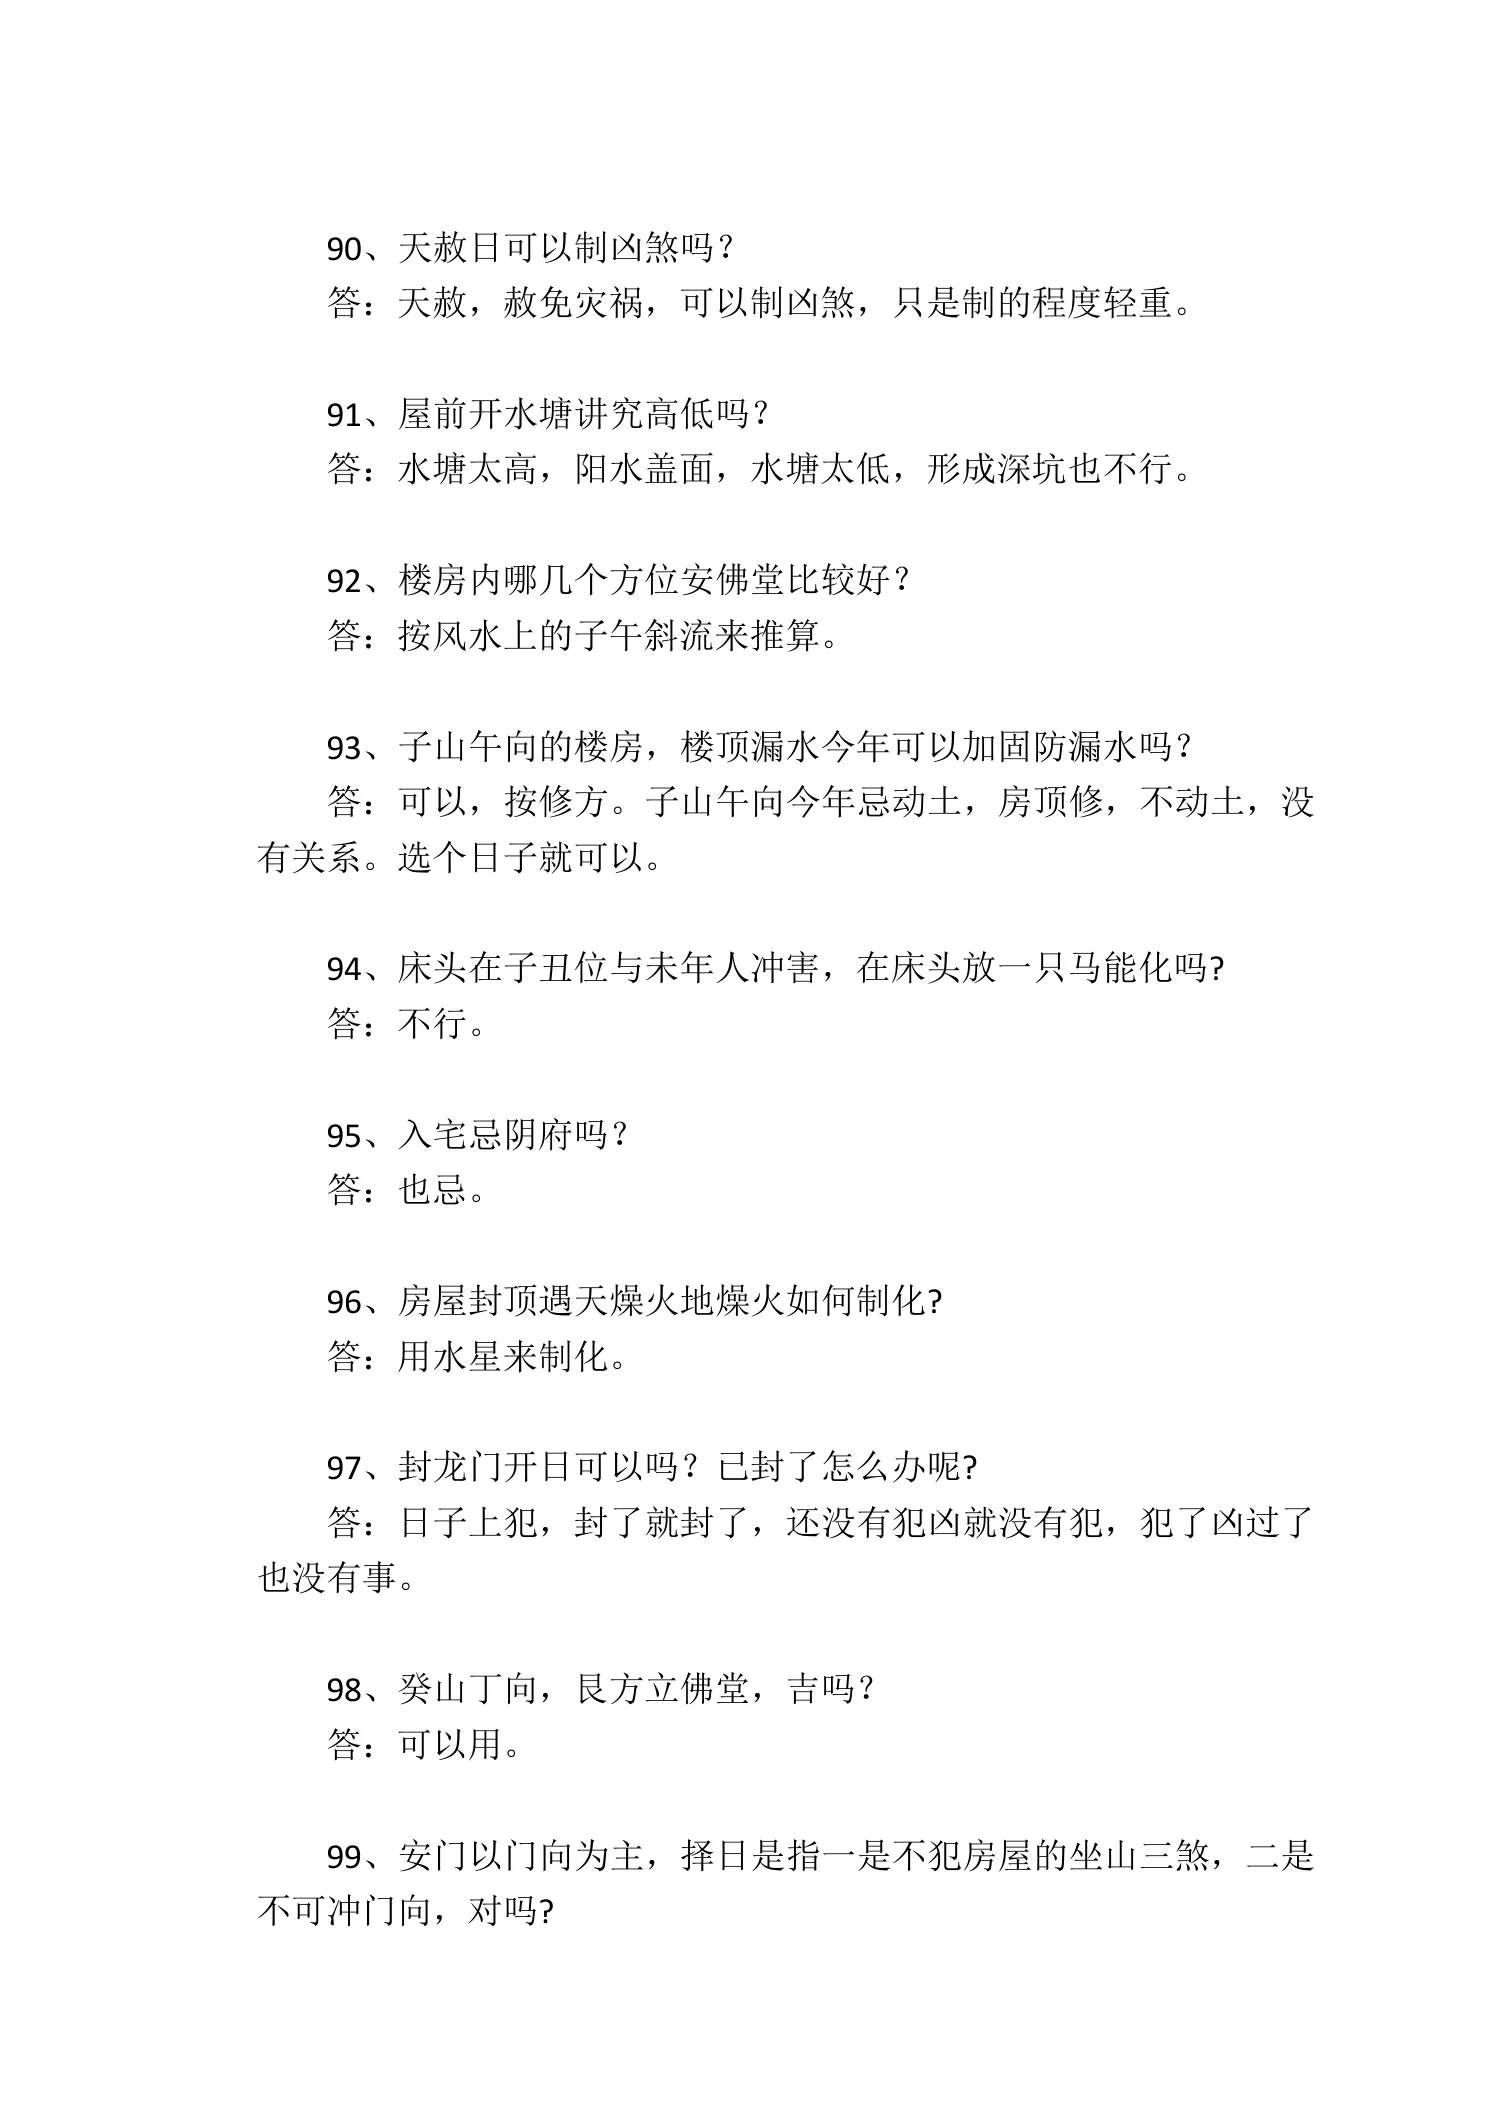 90、天赦日可以制凶煞吗？
答：天赦，赦免灾祸，可以制凶煞，只是制的程度轻重。
91、屋前开水塘讲究高低吗？
答：水塘太高，阳水盖面，水塘太低，形成深坑也不行。
92、楼房内哪几个方位安佛堂比较好？
答：按风水上的子午斜流来推算。
93、子山午向的楼房，楼顶漏水今年可以加固防漏水吗？
答：可以，按修方。子山午向今年忌动土，房顶修，不动土，没
有关系。选个日子就可以。
94、床头在子丑位与未年人冲害，在床头放一只马能化吗?
答：不行。
95、入宅忌阴府吗？
答：也忌。
96、房屋封顶遇天燥火地燥火如何制化?
答：用水星来制化。
97、封龙门开日可以吗？已封了怎么办呢?
答：日子上犯，封了就封了，还没有犯凶就没有犯，犯了凶过了
也没有事。
98、癸山丁向，艮方立佛堂，吉吗？
答：可以用。
99、安门以门向为主，择日是指一是不犯房屋的坐山三煞，二是
不可冲门向，对吗?